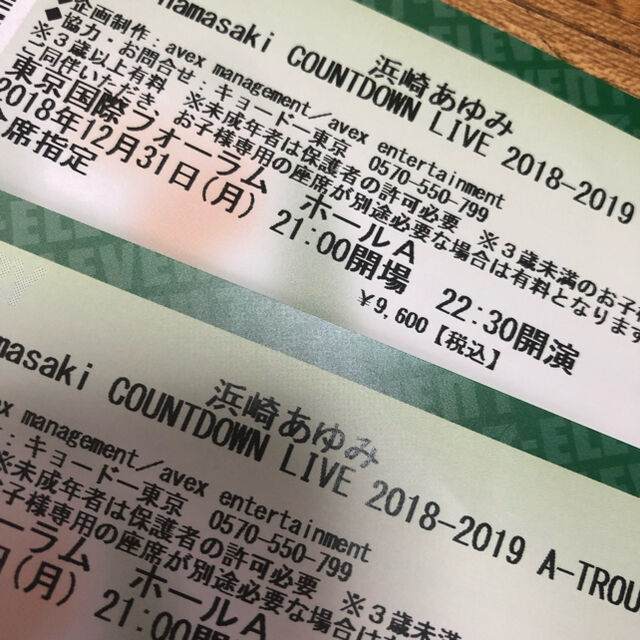 浜崎あゆみ
COUNTDOWN LIVE 2018-2019
◆企画制作：avex management/avex entertainment
◆協力・お問合せ：キョードー東京 0570-550-799
※3歳以上有料 ※未成年者は保護者の許可必要 ※3歳未満のお子様
ご同伴いただき お子様専用の座席が別途必要な場合は有料となります
東京国際フォーラム ホールA
2018年12月31日(月) 21:00開場 22:30開演
席指定 ¥9,600【税込】
浜崎あゆみ
masaki COUNTDOWN LIVE 2018-2019 A-TROU
avex management/avex entertainment
：キョードー東京 0570-550-799
※未成年者は保護者の許可必要 ※3歳未満
お子様専用の座席が別途必要な場合は有料
ーラム ホールA
日(月) 21:00開